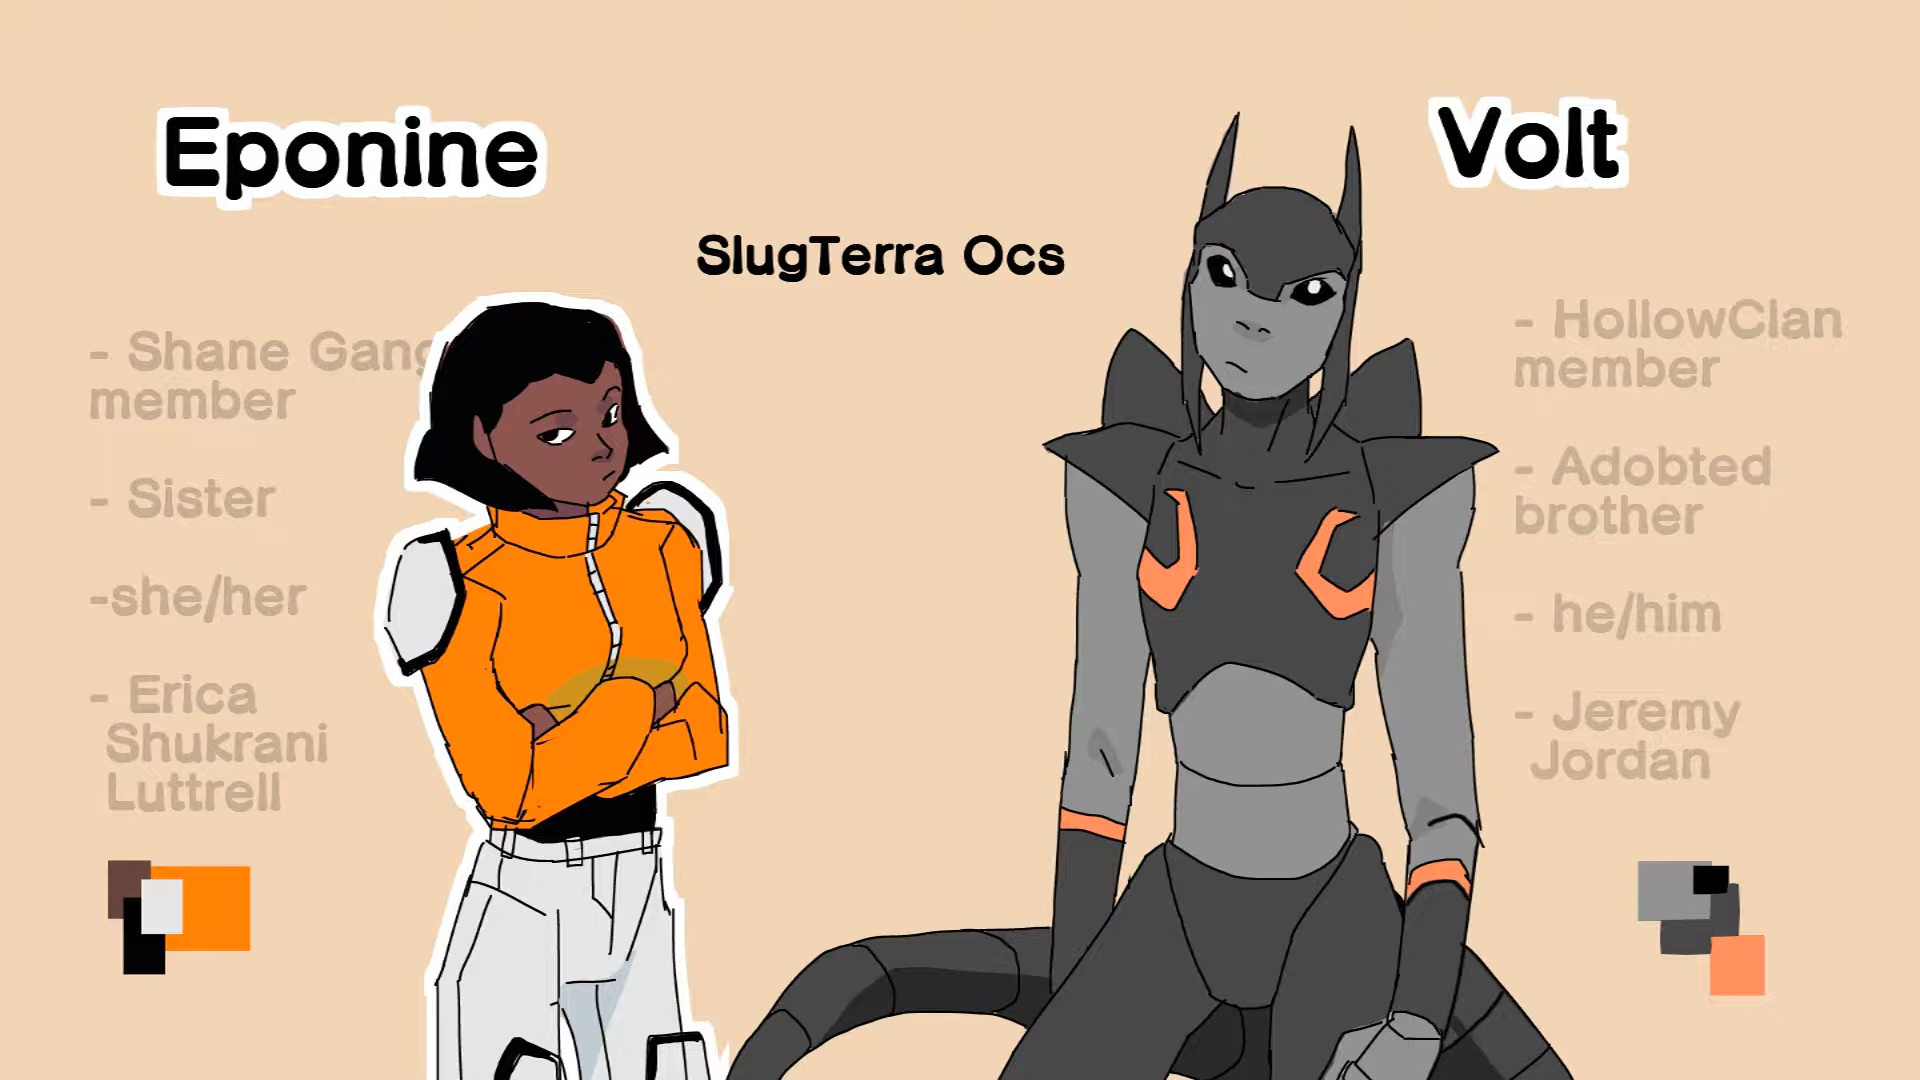 Eponine
Volt
SlugTerra Ocs
- Shane Gang
member
- Sister
-she/her
- Erica
Shukrani
Luttrell
- HollowClan
member
- Adobted
brother
- he/him
- Jeremy
Jordan